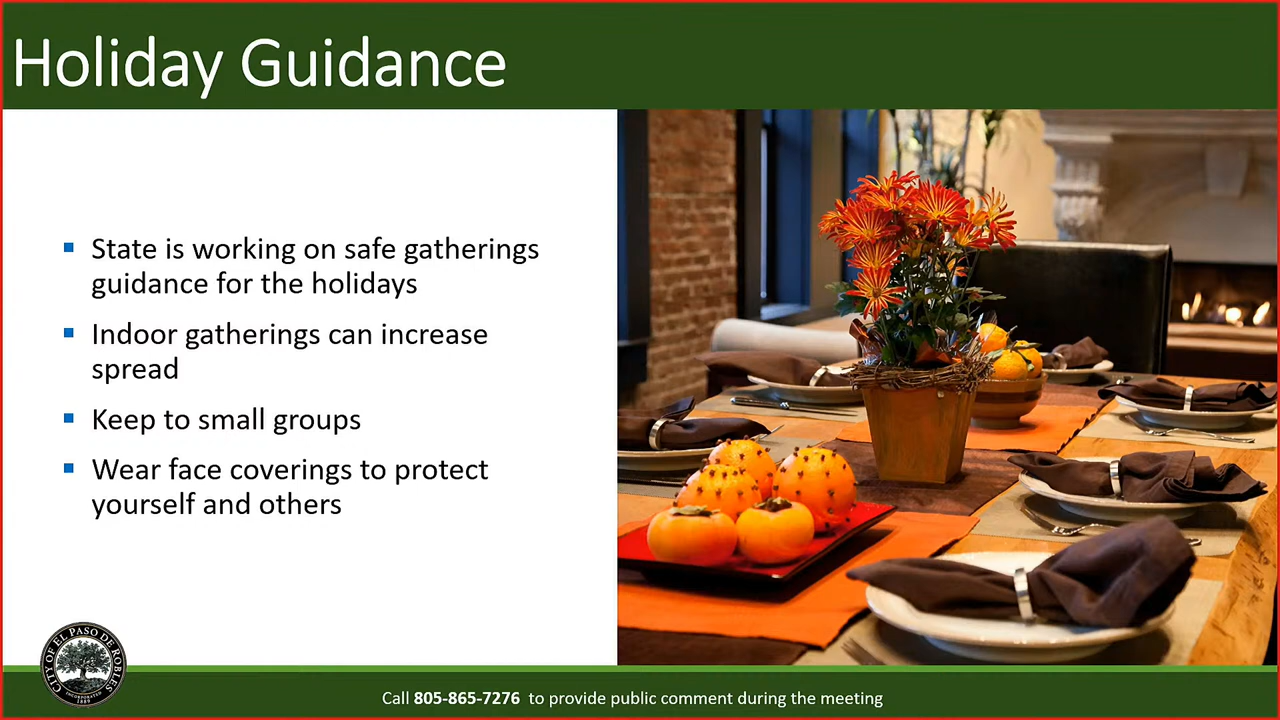 Holiday Guidance
State is working on safe gatherings
guidance for the holidays
Indoor gatherings can increase
spread
Keep to small groups
Wear face coverings to protect
yourself and others
CITY OF EL PASO DE ROBLES
INCORPORATED
1889
Call 805-865-7276 to provide public comment during the meeting